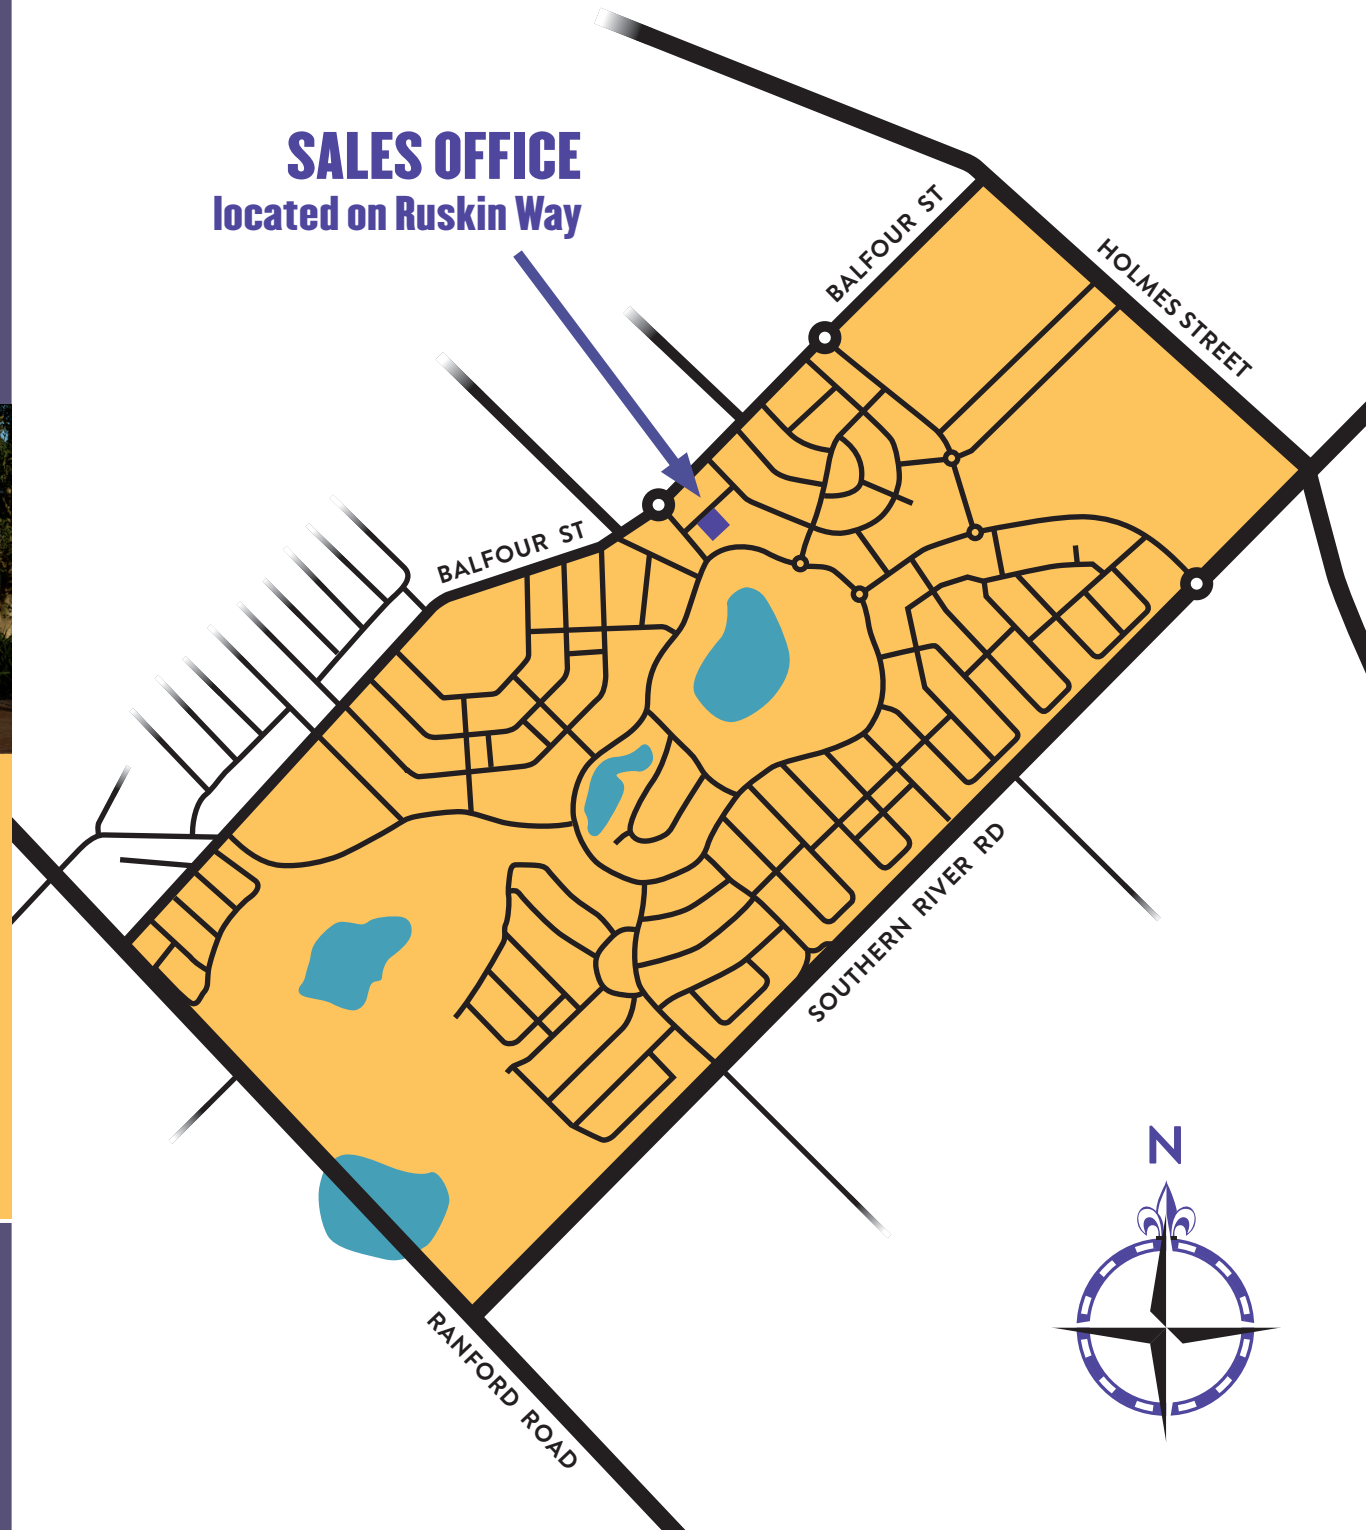 SALES OFFICE
located on Ruskin Way
BALFOUR ST
HOLMES STREET
BALFOUR ST
SOUTHERN RIVER RD
RANFORD ROAD
N